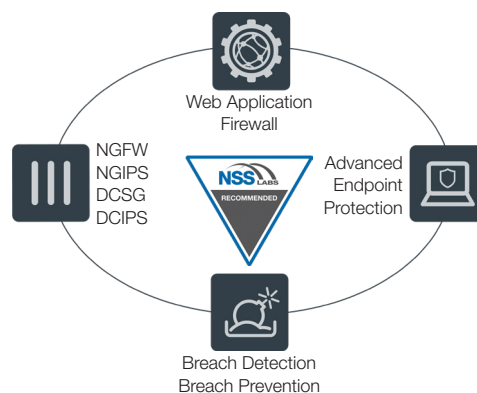 Web Application
Firewall
NGFW
NGIPS
DCSG
DCIPS
NSS LABS
RECOMMENDED
Advanced
Endpoint
Protection
Breach Detection
Breach Prevention